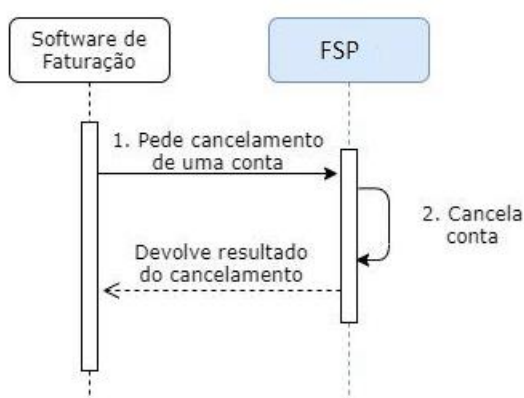 Software de
Faturação
FSP
1. Pede cancelamento
de uma conta
2. Cancela
conta
Devolve resultado
do cancelamento